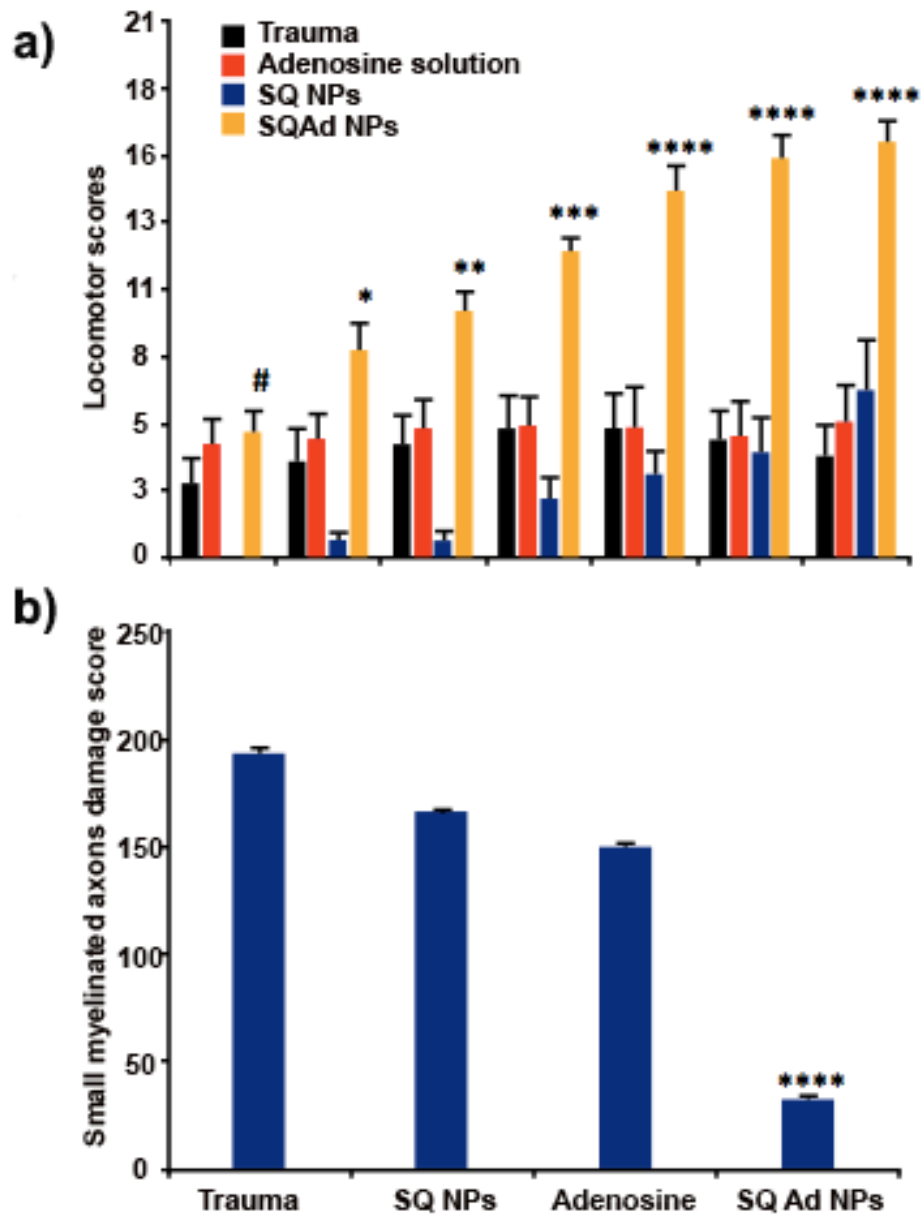 a)
Trauma
Adenosine solution
SQ NPs
SQAd NPs
Locomotor scores
21
18
16
13
11
8
5
3
0
#
*
**
***
****
****
****
b)
Small myelinated axons damage score
250
200
150
100
50
0
****
Trauma SQ NPs Adenosine SQ Ad NPs